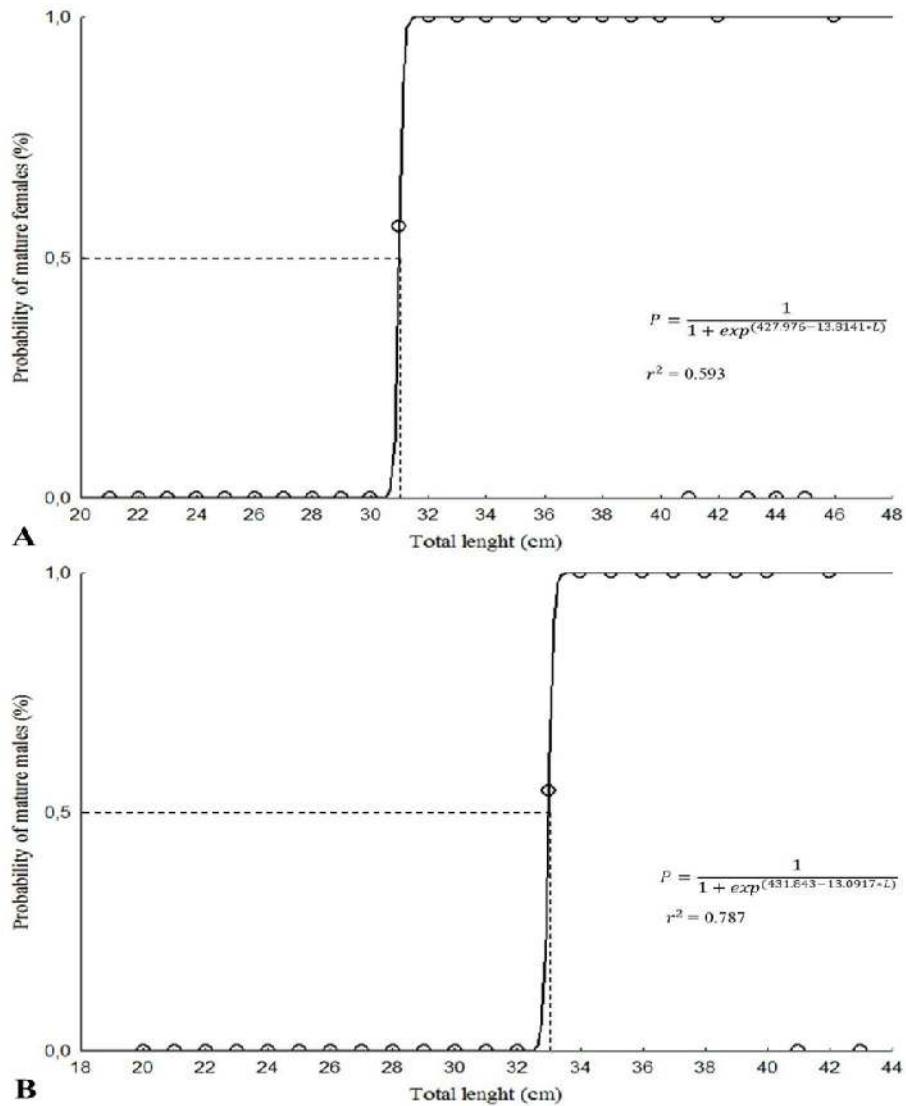 1,0
Probability of mature females (%)
0,5
P = 1 / 1 + exp^(427.976−13.8141*L)
r² = 0.593
0,0
20 22 24 26 28 30 32 34 36 38 40 42 44 46 48
A
Total lenght (cm)
1,0
Probability of mature males (%)
0,5
P = 1 / 1 + exp^(431.843−13.0917*L)
r² = 0.787
0,0
18 20 22 24 26 28 30 32 34 36 38 40 42 44
B
Total lenght (cm)